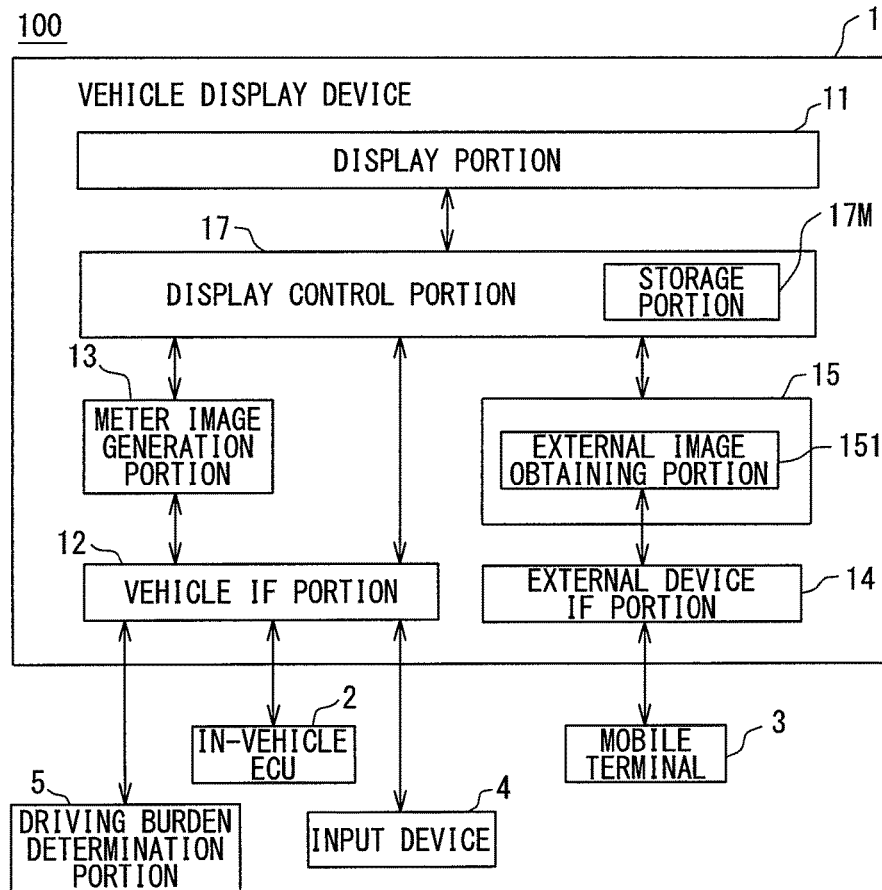 100
1
VEHICLE DISPLAY DEVICE
11
DISPLAY PORTION
17
17M
DISPLAY CONTROL PORTION
STORAGE
PORTION
13
15
METER IMAGE
GENERATION
PORTION
EXTERNAL IMAGE
OBTAINING PORTION
151
12
VEHICLE IF PORTION
EXTERNAL DEVICE
IF PORTION
14
2
IN-VEHICLE
ECU
3
MOBILE
TERMINAL
5
DRIVING BURDEN
DETERMINATION
PORTION
4
INPUT DEVICE